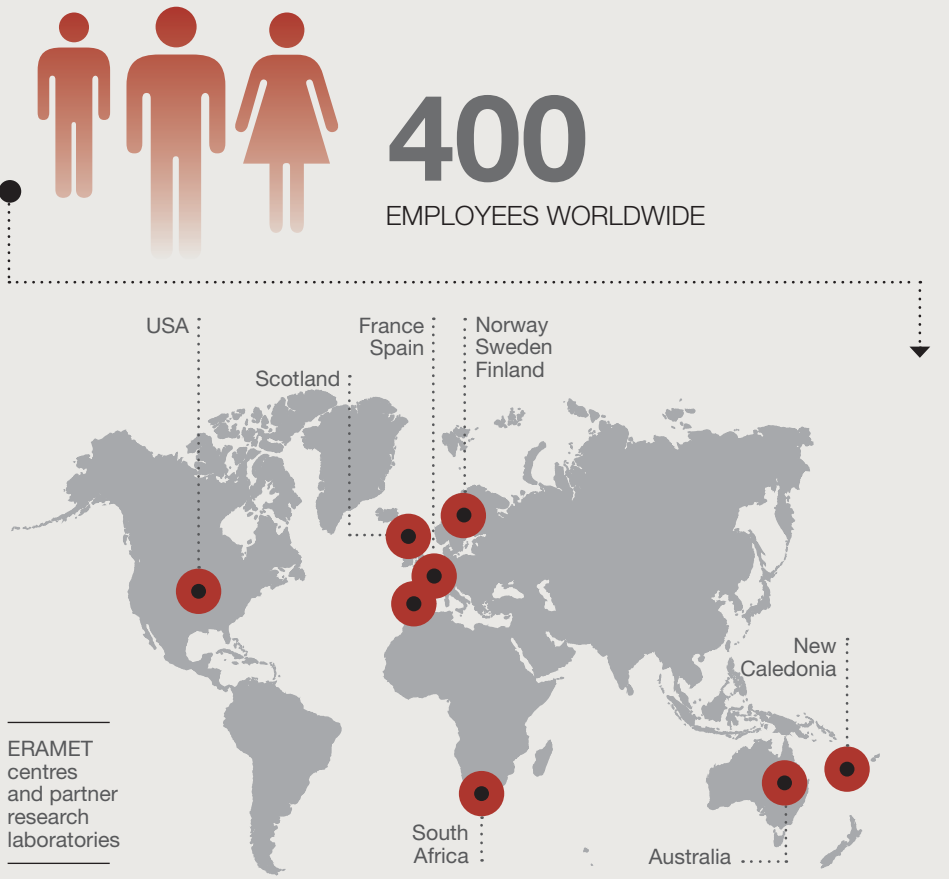 400
EMPLOYEES WORLDWIDE
USA
France
Spain
Norway
Sweden
Finland
Scotland
New
Caledonia
ERAMET
centres
and partner
research
laboratories
South
Africa
Australia